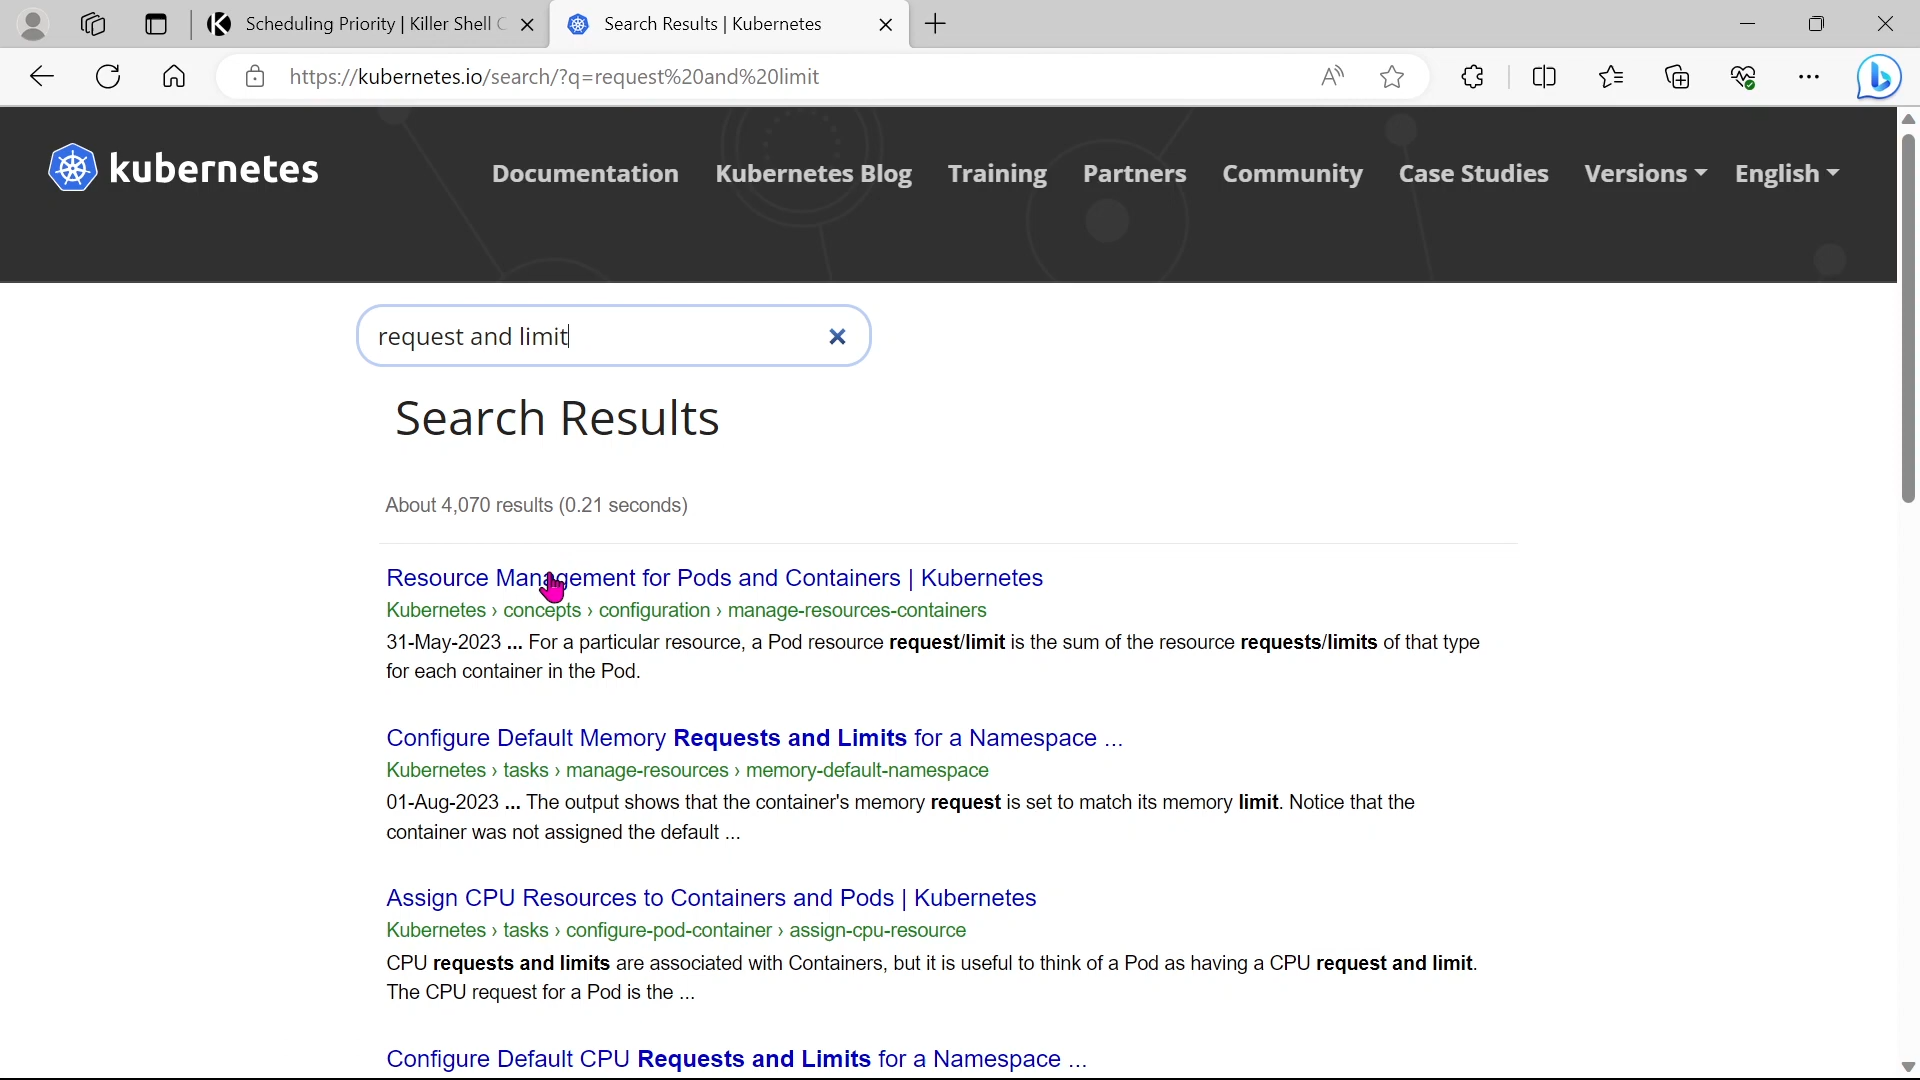 Scheduling Priority | Killer Shell C
Search Results | Kubernetes
https://kubernetes.io/search/?q=request%20and%20limit
kubernetes
Documentation Kubernetes Blog Training Partners Community Case Studies Versions English
request and limit
Search Results
About 4,070 results (0.21 seconds)
Resource Management for Pods and Containers | Kubernetes
Kubernetes › concepts › configuration › manage-resources-containers
31-May-2023 ... For a particular resource, a Pod resource request/limit is the sum of the resource requests/limits of that type
for each container in the Pod.
Configure Default Memory Requests and Limits for a Namespace ...
Kubernetes › tasks › manage-resources › memory-default-namespace
01-Aug-2023 ... The output shows that the container's memory request is set to match its memory limit. Notice that the
container was not assigned the default ...
Assign CPU Resources to Containers and Pods | Kubernetes
Kubernetes › tasks › configure-pod-container › assign-cpu-resource
CPU requests and limits are associated with Containers, but it is useful to think of a Pod as having a CPU request and limit.
The CPU request for a Pod is the ...
Configure Default CPU Requests and Limits for a Namespace ...